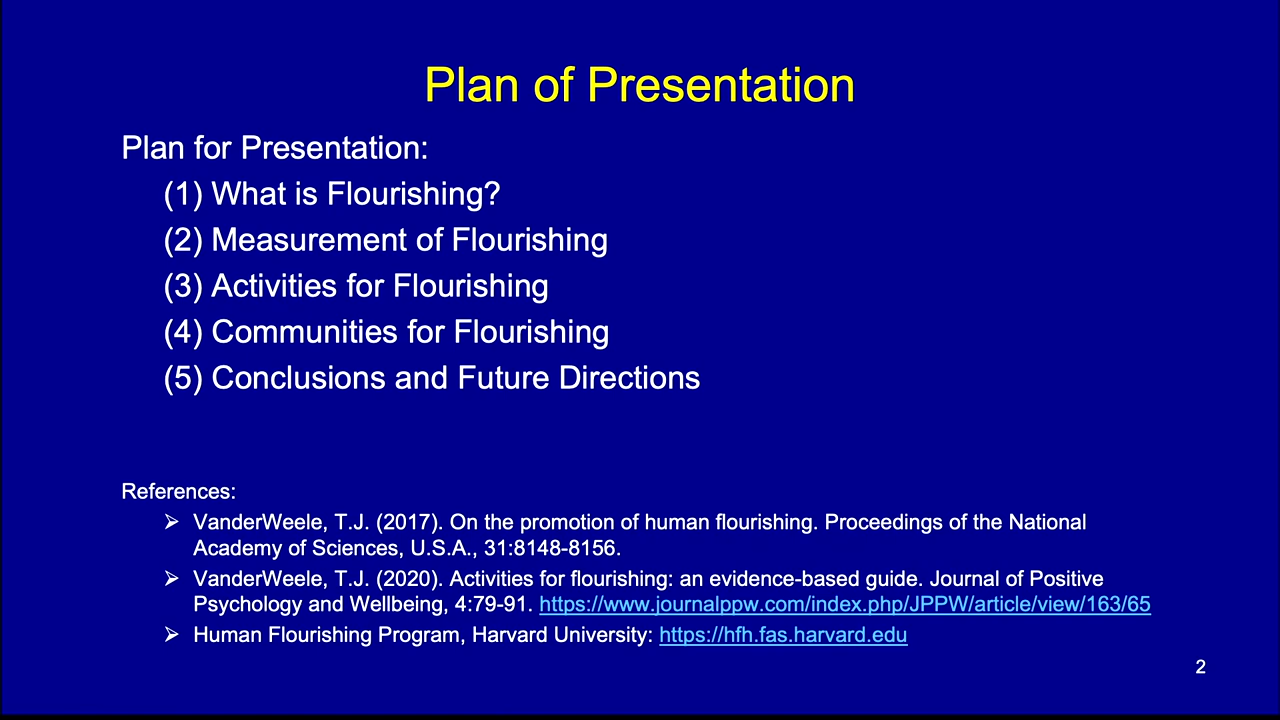 Plan of Presentation
Plan for Presentation:
(1) What is Flourishing?
(2) Measurement of Flourishing
(3) Activities for Flourishing
(4) Communities for Flourishing
(5) Conclusions and Future Directions
References:
➢ VanderWeele, T.J. (2017). On the promotion of human flourishing. Proceedings of the National
Academy of Sciences, U.S.A., 31:8148-8156.
➢ VanderWeele, T.J. (2020). Activities for flourishing: an evidence-based guide. Journal of Positive
Psychology and Wellbeing, 4:79-91. https://www.journalppw.com/index.php/JPPW/article/view/163/65
➢ Human Flourishing Program, Harvard University: https://hfh.fas.harvard.edu
2